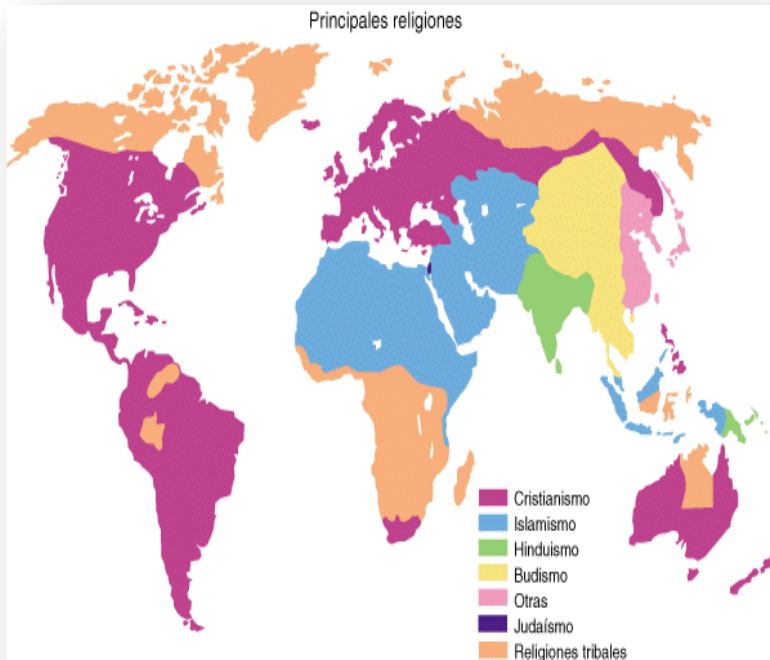 Principales religiones
Cristianismo
Islamismo
Hinduismo
Budismo
Otras
Judaísmo
Religiones tribales